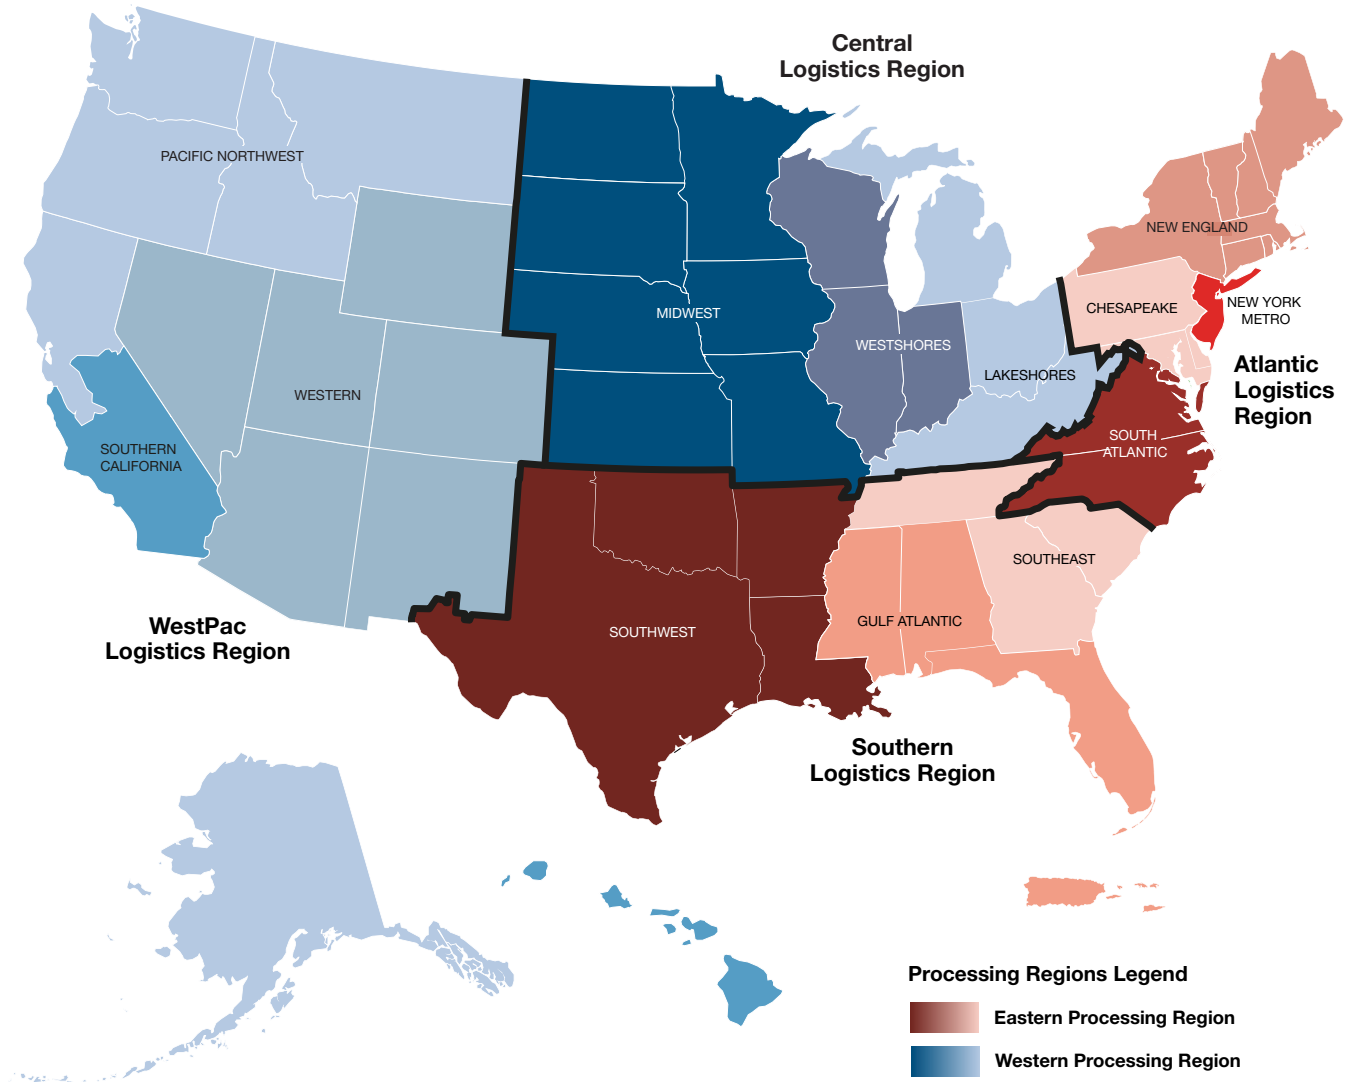 Central
Logistics Region
PACIFIC NORTHWEST
NEW ENGLAND
CHESAPEAKE
NEW YORK
METRO
MIDWEST
WESTSHORES
LAKESHORES
Atlantic
Logistics
Region
WESTERN
SOUTHERN
CALIFORNIA
SOUTH
ATLANTIC
SOUTHEAST
GULF ATLANTIC
SOUTHWEST
WestPac
Logistics Region
Southern
Logistics Region
Processing Regions Legend
Eastern Processing Region
Western Processing Region